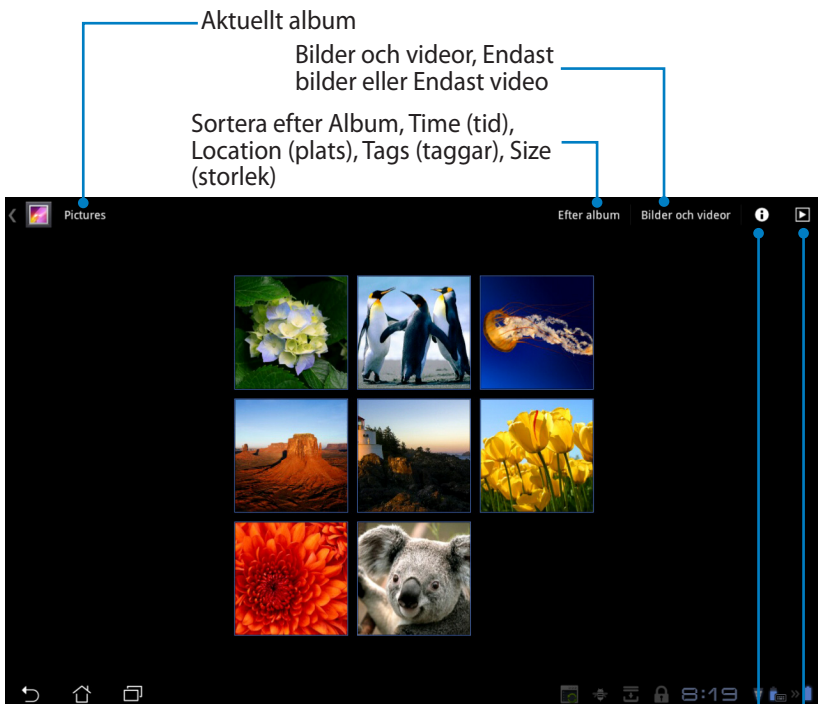 Aktuellt album
Bilder och videor, Endast
bilder eller Endast video
Sortera efter Album, Time (tid),
Location (plats), Tags (taggar), Size
(storlek)
Pictures
Efter album
Bilder och videor
8:19